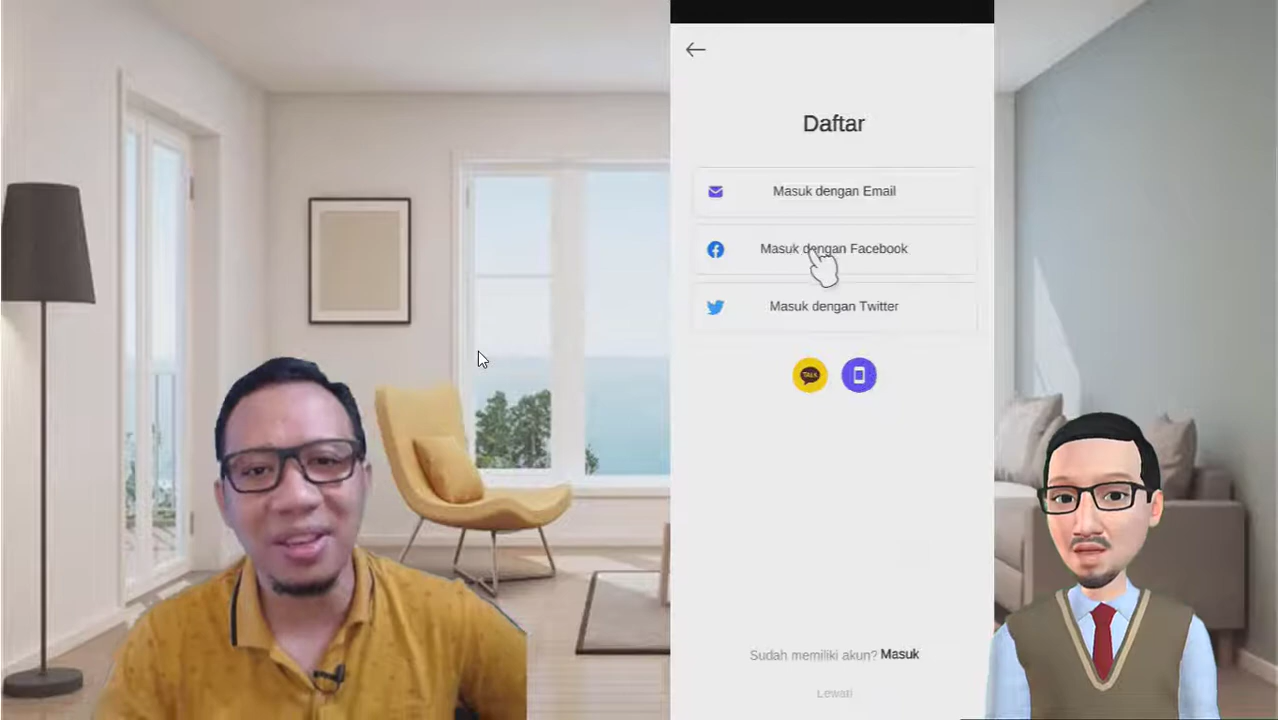 Daftar
Masuk dengan Email
Masuk dengan Facebook
Masuk dengan Twitter
TALK
Sudah memiliki akun? Masuk
Lewati